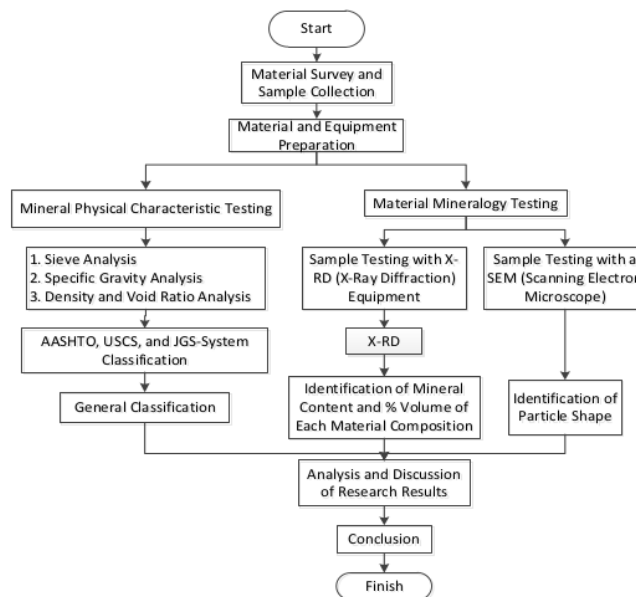 Start
Material Survey and
Sample Collection
Material and Equipment
Preparation
Mineral Physical Characteristic Testing
Material Mineralogy Testing
1. Sieve Analysis
2. Specific Gravity Analysis
3. Density and Void Ratio Analysis
Sample Testing with X-
RD (X-Ray Diffraction)
Equipment
Sample Testing with a
SEM (Scanning Electron
Microscope)
AASHTO, USCS, and JGS-System
Classification
X-RD
General Classification
Identification of Mineral
Content and % Volume of
Each Material Composition
Identification of
Particle Shape
Analysis and Discussion
of Research Results
Conclusion
Finish